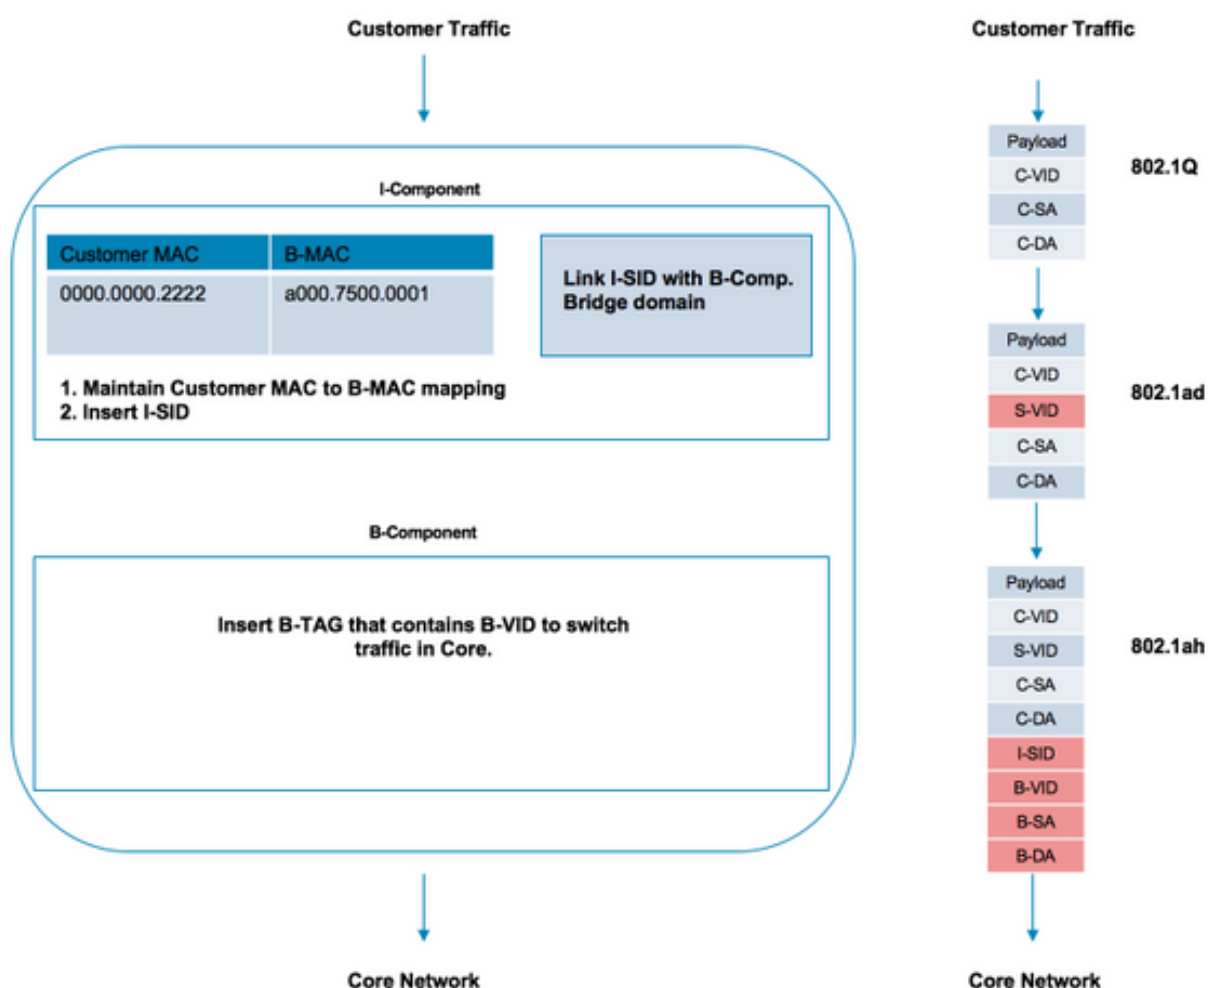 Customer Traffic
I-Component
Customer MAC B-MAC
0000.0000.2222 a000.7500.0001
Link I-SID with B-Comp.
Bridge domain
1. Maintain Customer MAC to B-MAC mapping
2. Insert I-SID
B-Component
Insert B-TAG that contains B-VID to switch
traffic in Core.
Core Network
Customer Traffic
Payload
C-VID
C-SA
C-DA
802.1Q
Payload
C-VID
S-VID
C-SA
C-DA
802.1ad
Payload
C-VID
S-VID
C-SA
C-DA
I-SID
B-VID
B-SA
B-DA
802.1ah
Core Network